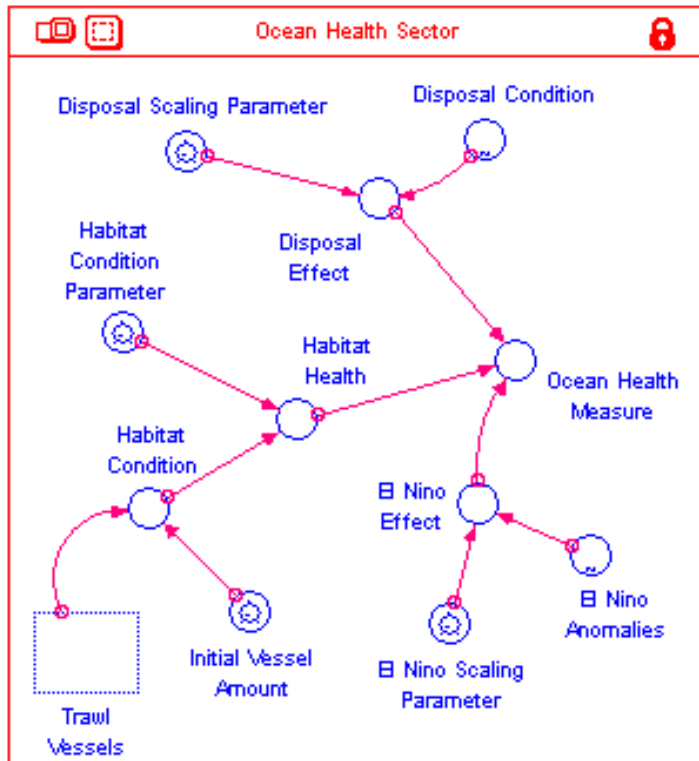 Ocean Health Sector
Disposal Scaling Parameter
Disposal Condition
Disposal
Effect
Habitat
Condition
Parameter
Habitat
Health
Ocean Health
Measure
Habitat
Condition
El Nino
Effect
El Nino
Anomalies
Initial Vessel
Amount
El Nino Scaling
Parameter
Trawl
Vessels